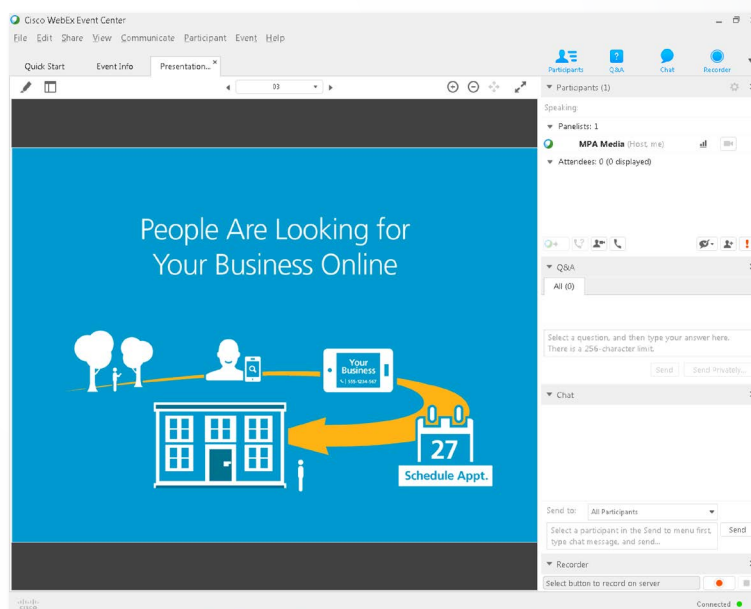 Cisco WebEx Event Center
File Edit Share View Communicate Participant Event Help
Quick Start Event Info Presentation...
Participants Q&A Chat Recorder
03
Participants (1)
Speaking:
Panelists: 1
MPA Media (Host, me)
Attendees: 0 (0 displayed)
People Are Looking for
Your Business Online
Your
Business
555-1234-567
27
Schedule Appt.
Q&A
All (0)
Select a question, and then type your answer here.
There is a 256-character limit.
Send Send Privately...
Chat
Send to: All Participants
Select a participant in the Send to menu first,
type chat message, and send...
Send
Recorder
Select button to record on server
CISCO
Connected